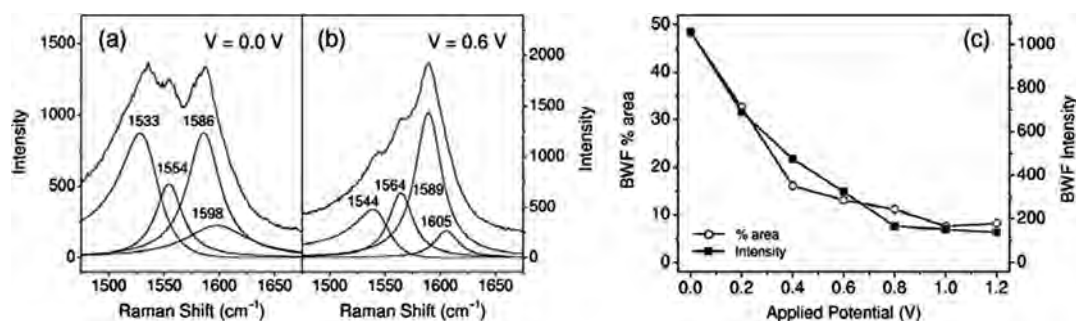 (a) V = 0.0 V
1500
1000
500
0
Intensity
1533
1554
1586
1598
1500 1550 1600 1650
Raman Shift (cm⁻¹)
(b) V = 0.6 V
2000
1500
1000
500
0
Intensity
1544
1564
1589
1605
1500 1550 1600 1650
Raman Shift (cm⁻¹)
(c)
50
40
30
20
10
0
BWF % area
% area
Intensity
1000
800
600
400
200
0
BWF Intensity
0.0 0.2 0.4 0.6 0.8 1.0 1.2
Applied Potential (V)